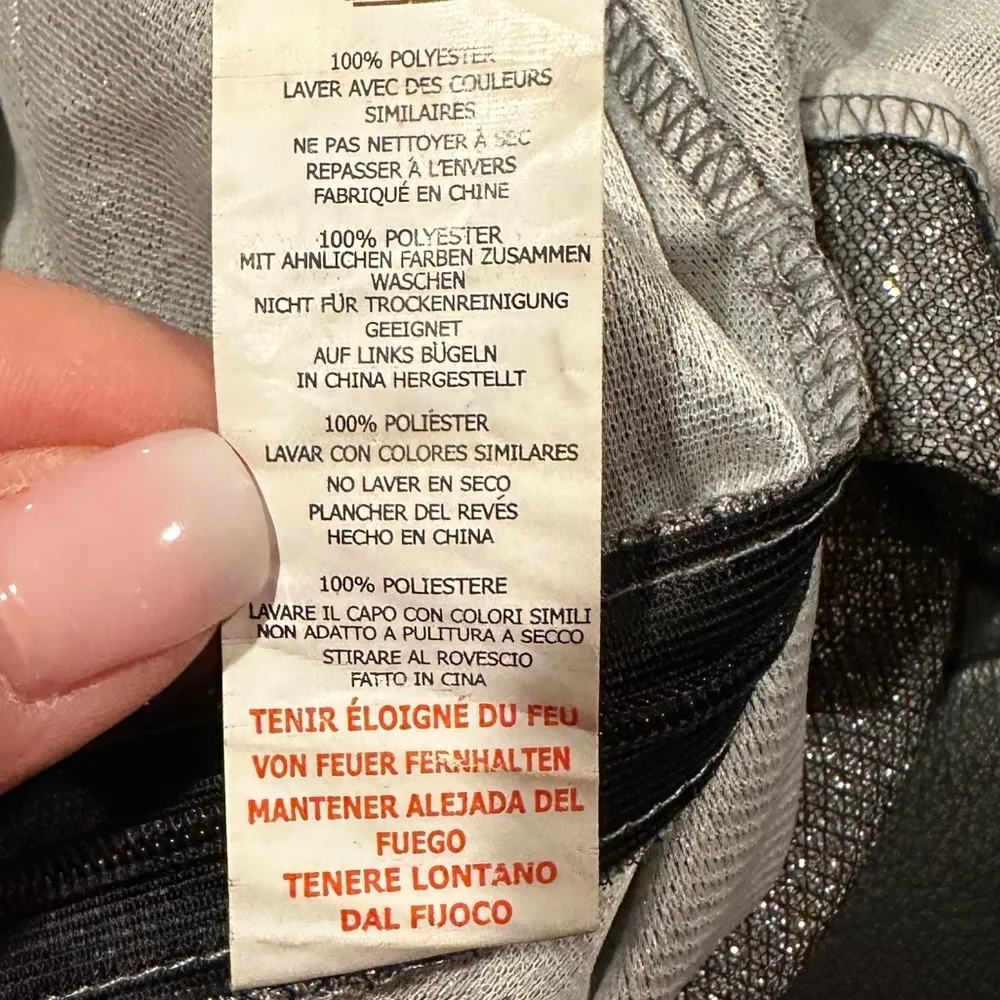 100% POLYESTER
LAVER AVEC DES COULEURS
SIMILAIRES
NE PAS NETTOYER À SEC
REPASSER À L'ENVERS
FABRIQUÉ EN CHINE
100% POLYESTER
MIT AHNLICHEN FARBEN ZUSAMMEN
WASCHEN
NICHT FÜR TROCKENREINIGUNG
GEEIGNET
AUF LINKS BÜGELN
IN CHINA HERGESTELLT
100% POLIÉSTER
LAVAR CON COLORES SIMILARES
NO LAVER EN SECO
PLANCHER DEL REVÉS
HECHO EN CHINA
100% POLIESTERE
LAVARE IL CAPO CON COLORI SIMILI
NON ADATTO A PULITURA A SECCO
STIRARE AL ROVESCIO
FATTO IN CINA
TENIR ÉLOIGNÉ DU FEU
VON FEUER FERNHALTEN
MANTENER ALEJADA DEL
FUEGO
TENERE LONTANO
DAL FUOCO